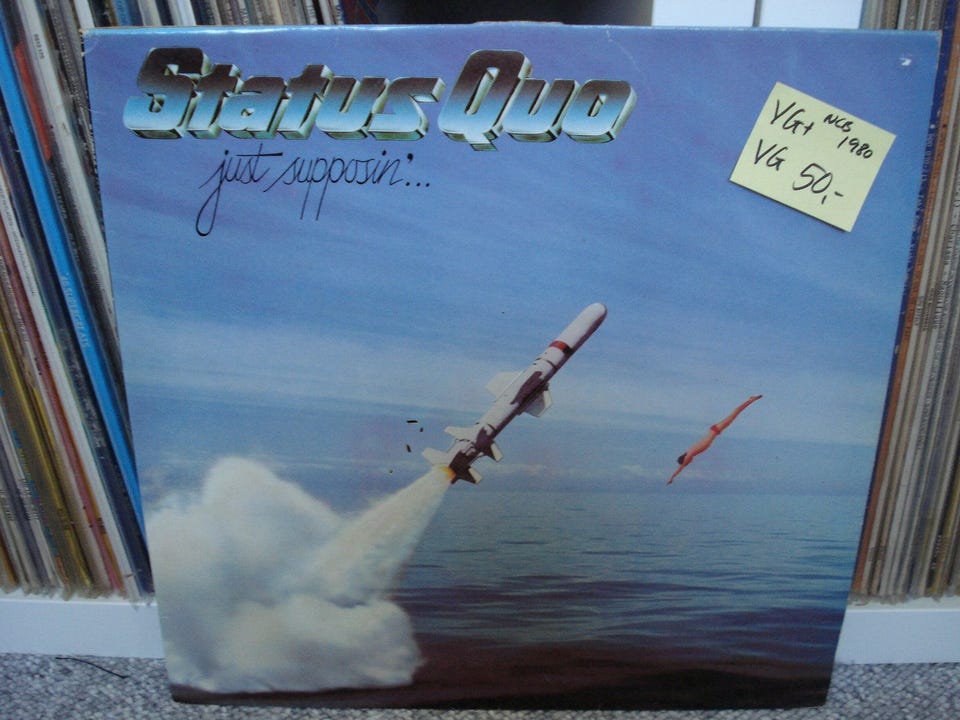 Status Quo
just supposin'...
VG+ NCB
1980
VG 50,-